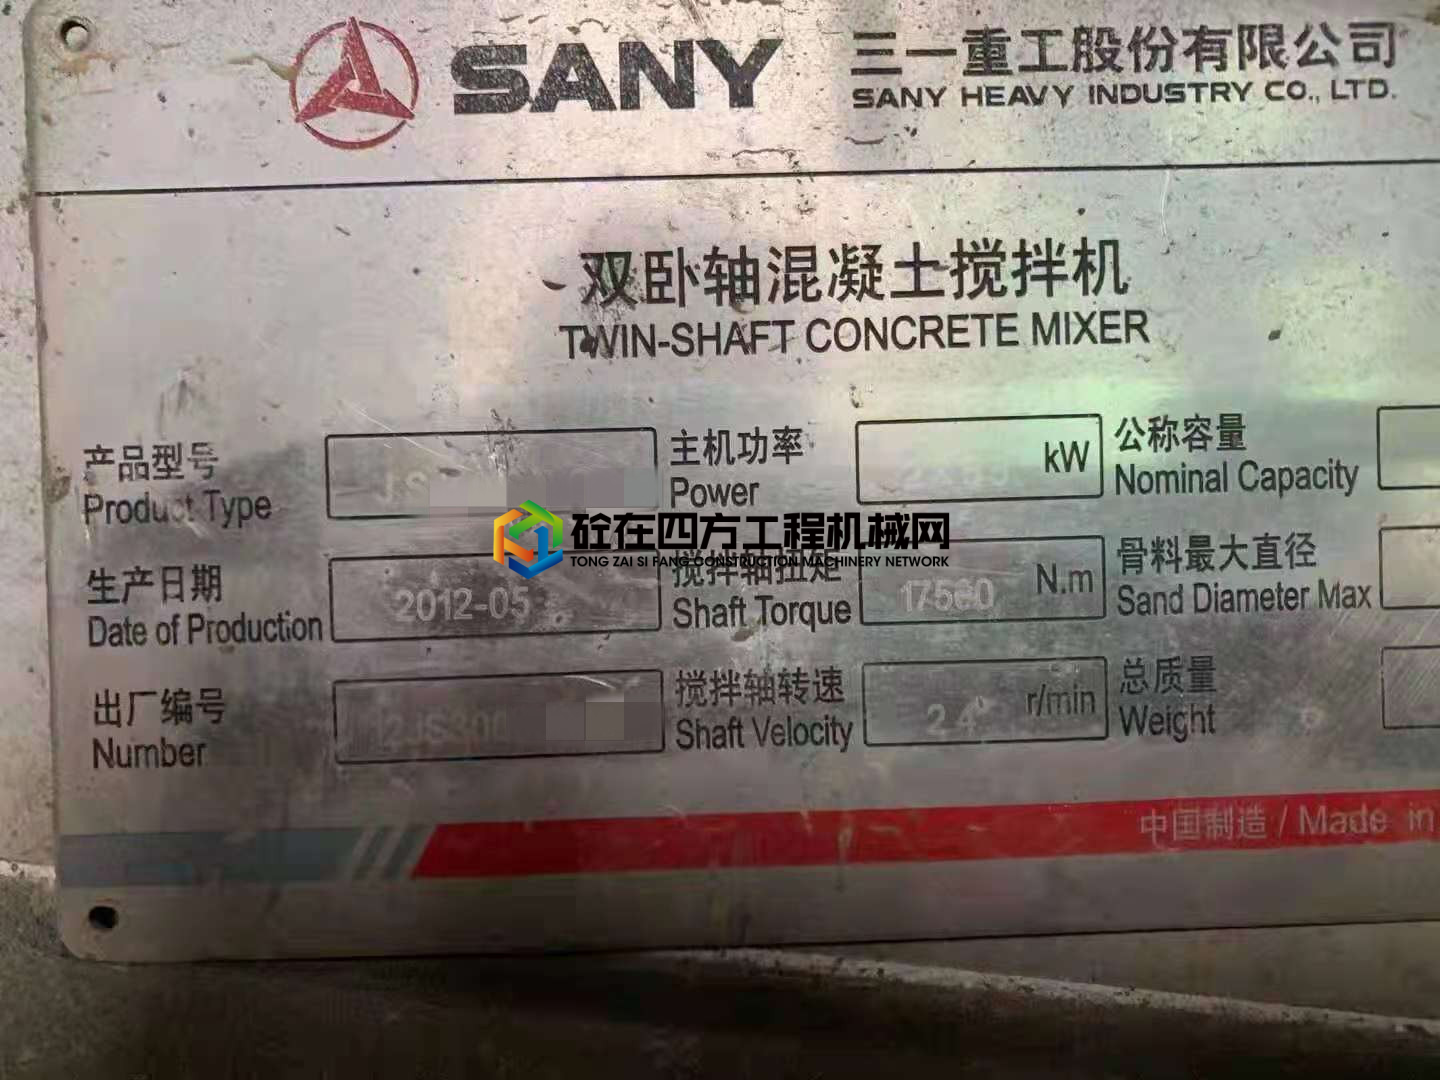 SANY 三一重工股份有限公司
SANY HEAVY INDUSTRY CO., LTD.
双卧轴混凝土搅拌机
TWIN-SHAFT CONCRETE MIXER
产品型号 主机功率 kW 公称容量
Product Type Power Nominal Capacity
砼在四方工程机械网
TONG ZAI SI FANG CONSTRUCTION MACHINERY NETWORK
生产日期 2012-05 搅拌轴扭矩 N.m 骨料最大直径
Date of Production Shaft Torque Sand Diameter Max
出厂编号 搅拌轴转速 r/min 总质量
Number Shaft Velocity Weight
中国制造 / Made in